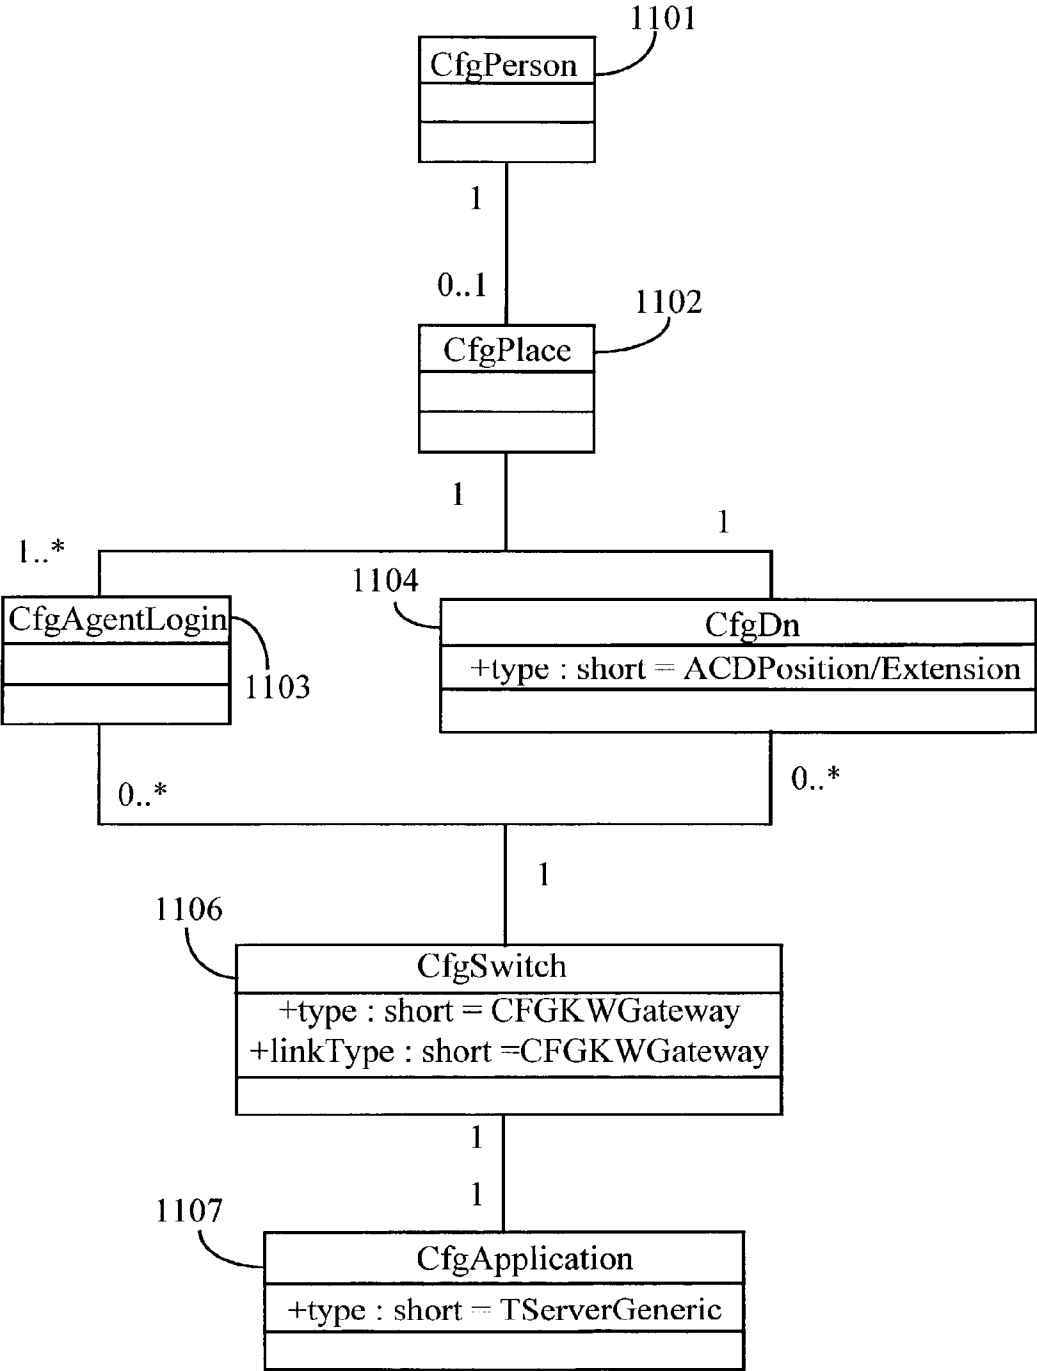 1101
CfgPerson
1
0..1
1102
CfgPlace
1
1
1..*
1104
CfgAgentLogin
CfgDn
+type : short = ACDPosition/Extension
1103
0..*
0..*
1
1106
CfgSwitch
+type : short = CFGKWGateway
+linkType : short =CFGKWGateway
1
1
1107
CfgApplication
+type : short = TServerGeneric